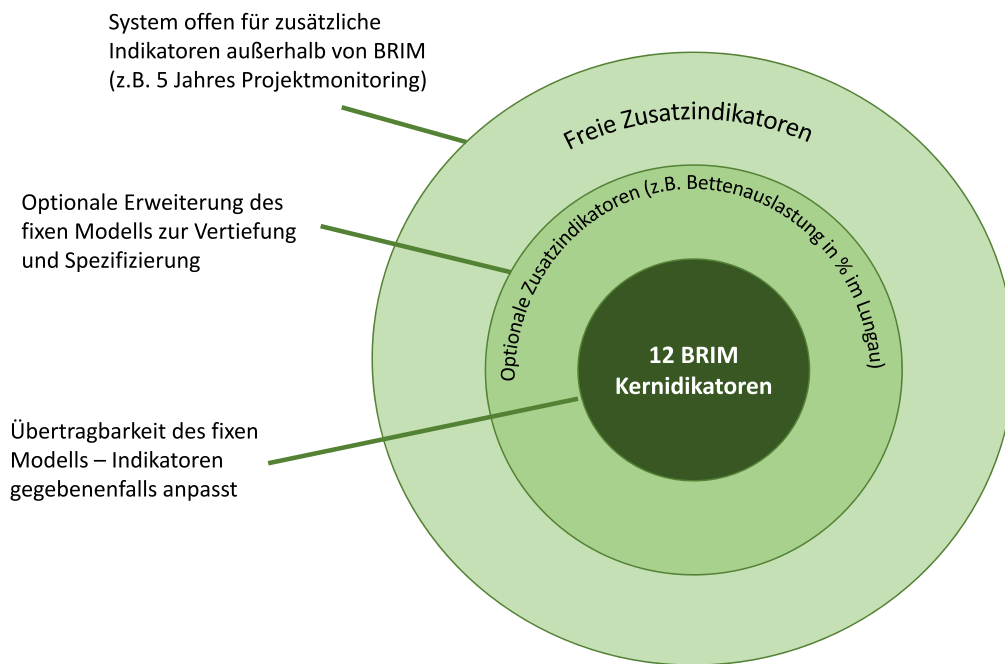 System offen für zusätzliche
Indikatoren außerhalb von BRIM
(z.B. 5 Jahres Projektmonitoring)
Freie Zusatzindikatoren
Optionale Zusatzindikatoren (z.B. Bettenauslastung in % im Lungau)
Optionale Erweiterung des
fixen Modells zur Vertiefung
und Spezifizierung
12 BRIM
Kernidikatoren
Übertragbarkeit des fixen
Modells – Indikatoren
gegebenenfalls anpasst